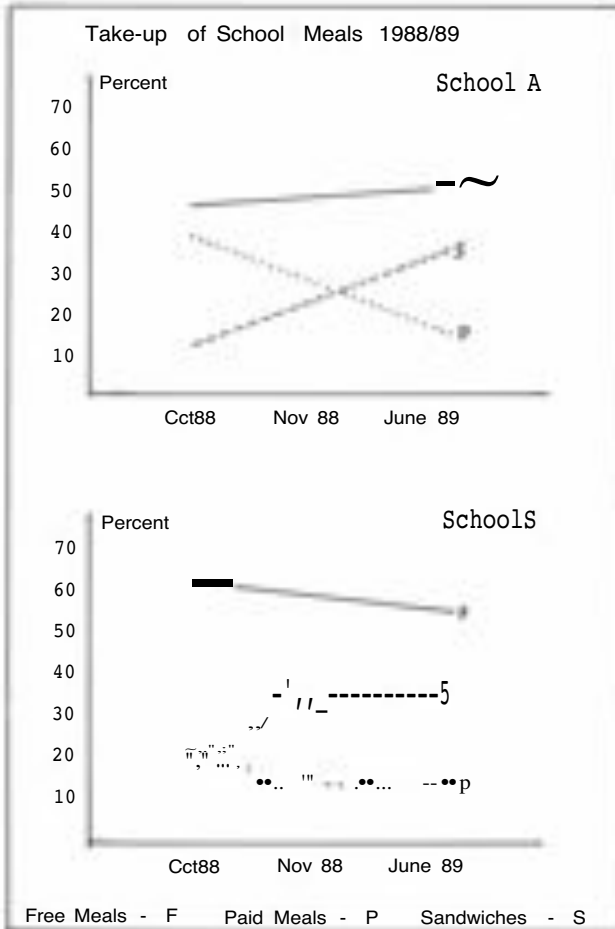 Take-up of School Meals 1988/89
Percent School A
70
60
50
40
30
20
10
S
P
Cct88 Nov 88 June 89
Percent SchoolS
70
60
50
40
30
20
10
5
p
Cct88 Nov 88 June 89
Free Meals - F Paid Meals - P Sandwiches - S